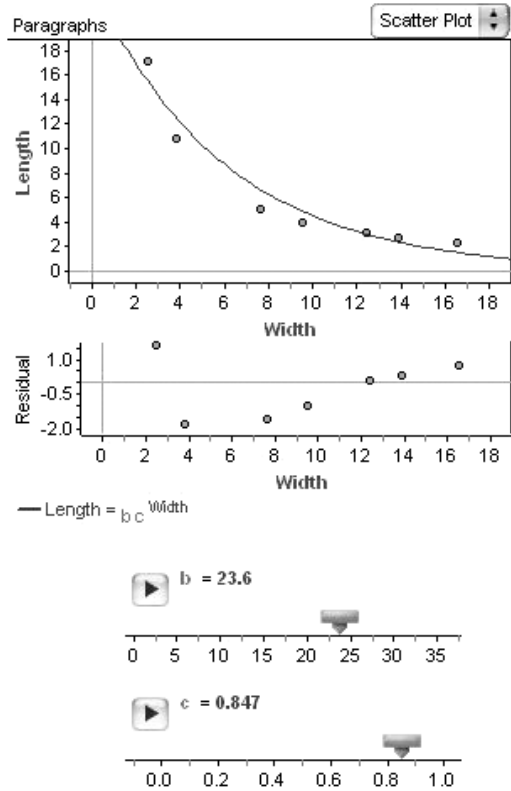 Paragraphs
Scatter Plot
18
16
14
12
10
8
6
4
2
0
Length
0 2 4 6 8 10 12 14 16 18
Width
1.0
-0.5
-2.0
Residual
0 2 4 6 8 10 12 14 16 18
Width
Length = b c Width
b = 23.6
0 5 10 15 20 25 30 35
c = 0.847
0.0 0.2 0.4 0.6 0.8 1.0